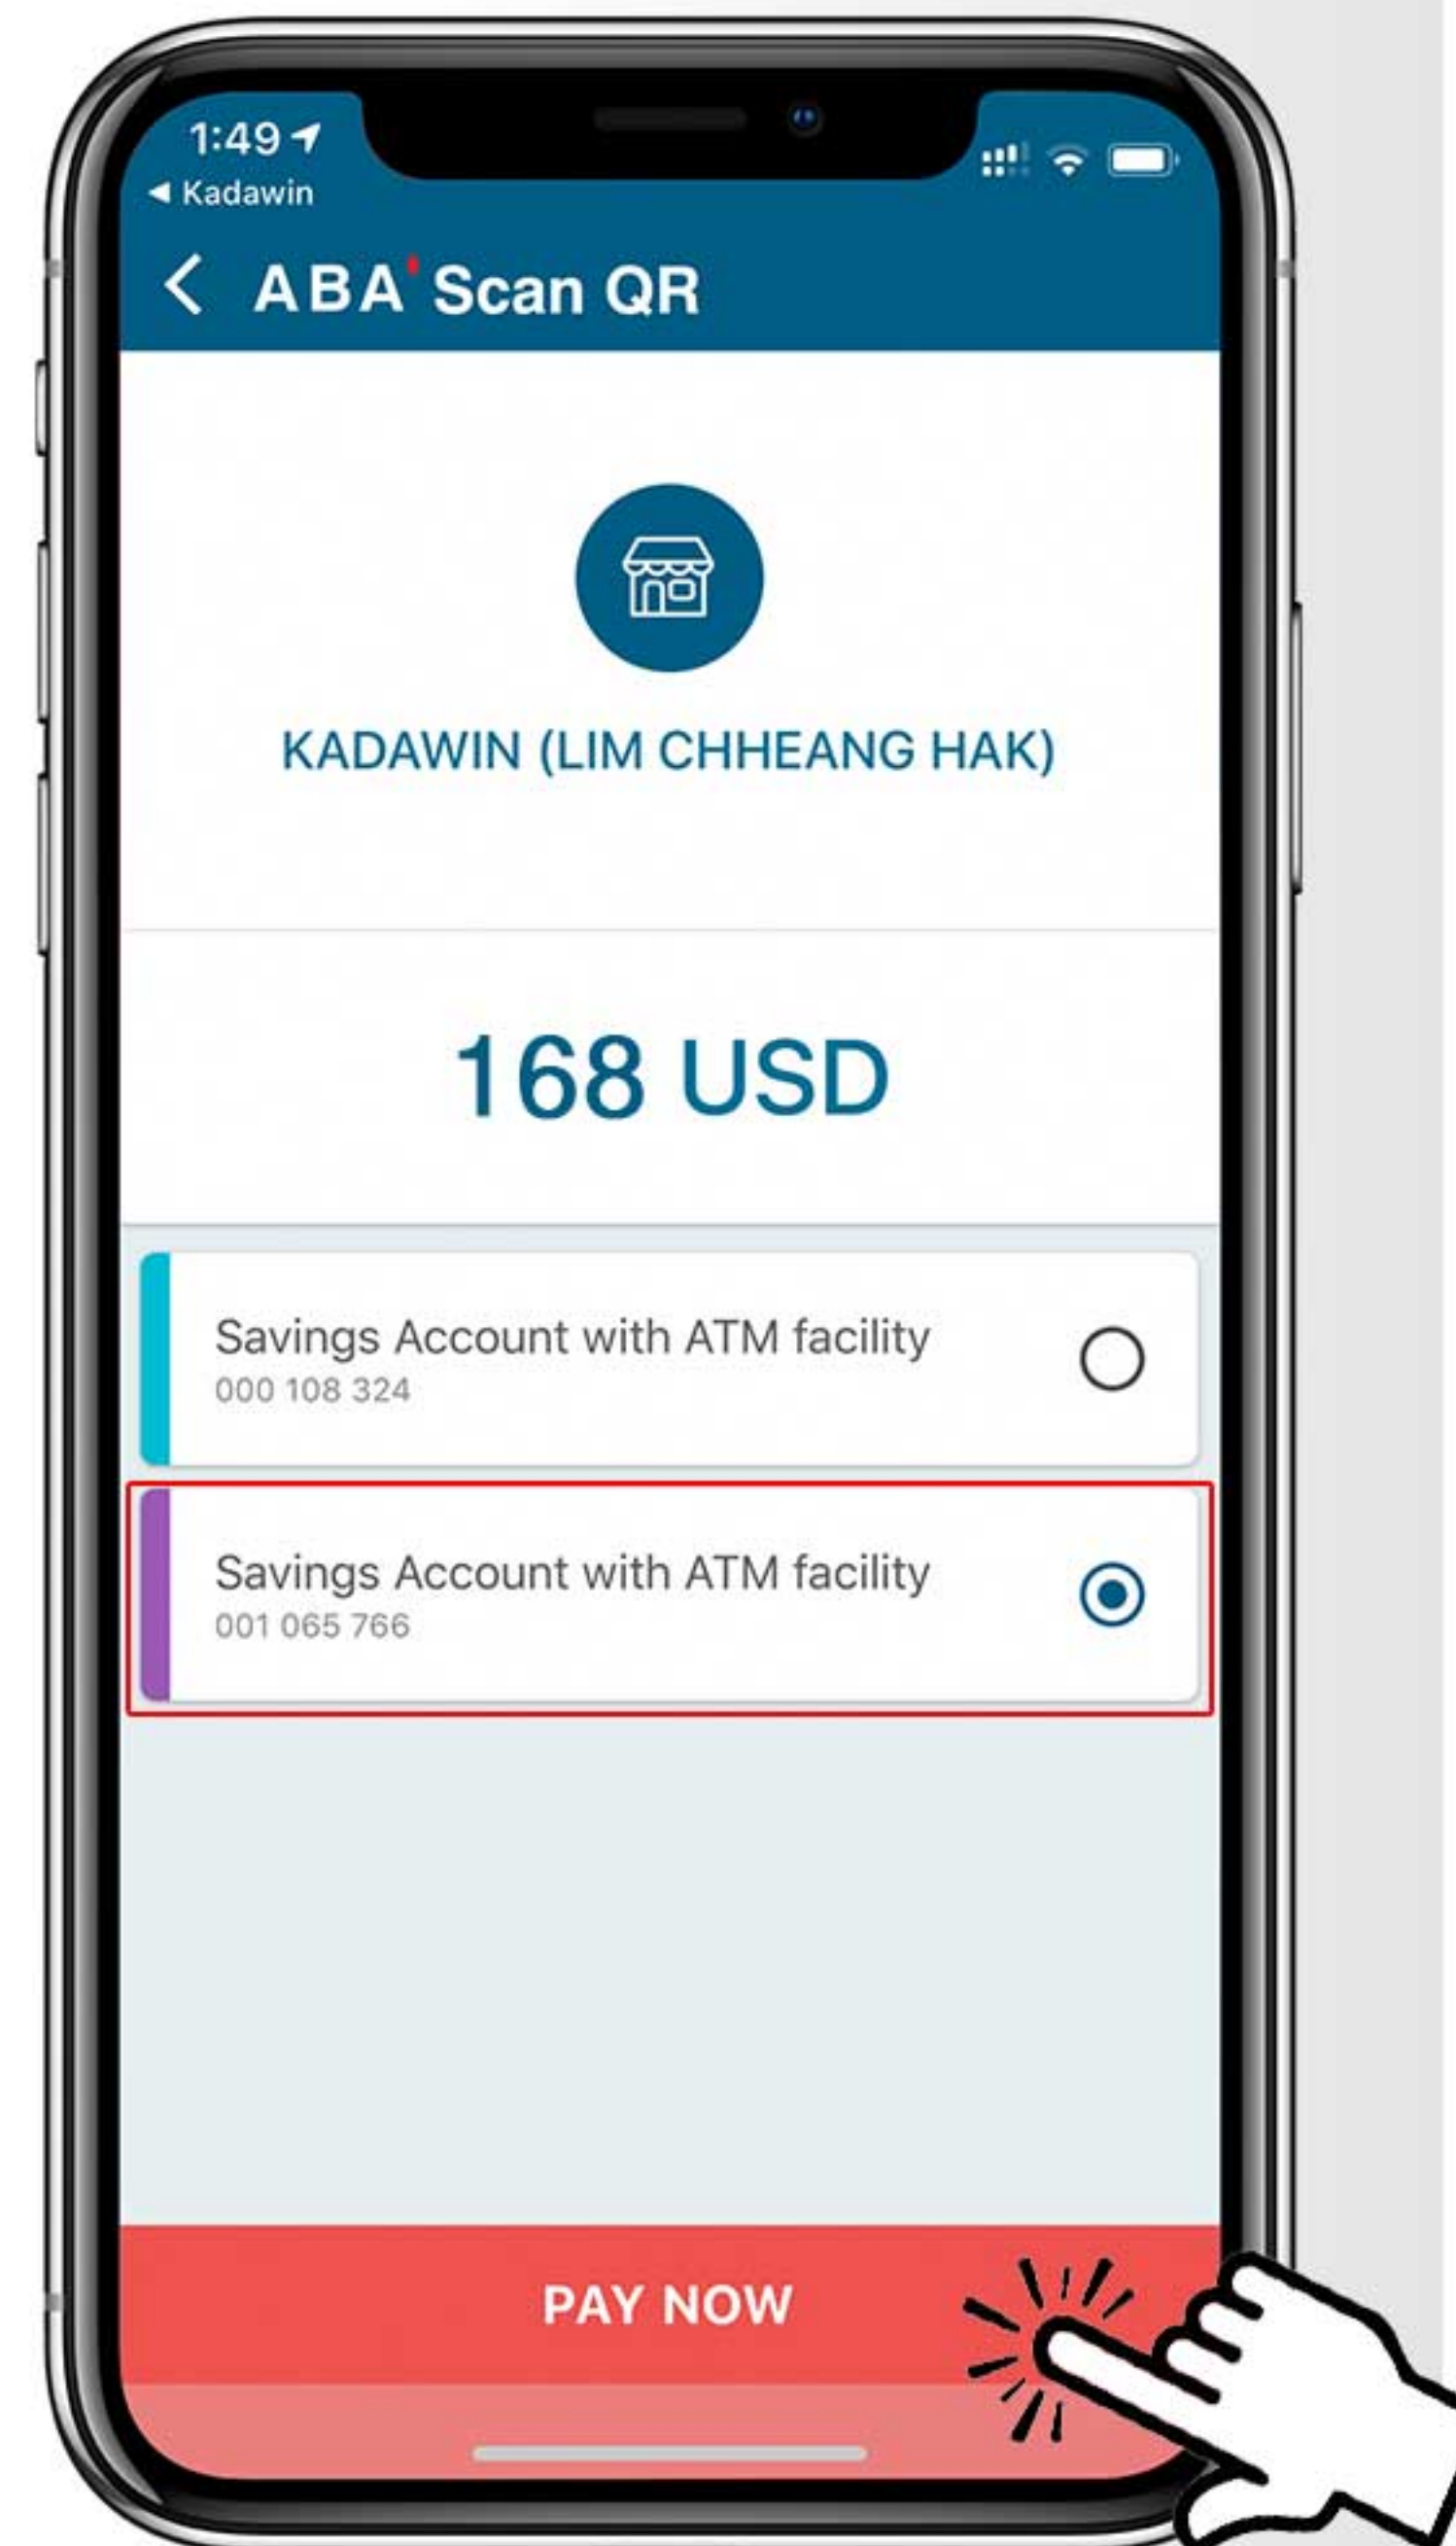 1:49
Kadawin
ABA' Scan QR
KADAWIN (LIM CHHEANG HAK)
168 USD
Savings Account with ATM facility
000 108 324
Savings Account with ATM facility
001 065 766
PAY NOW